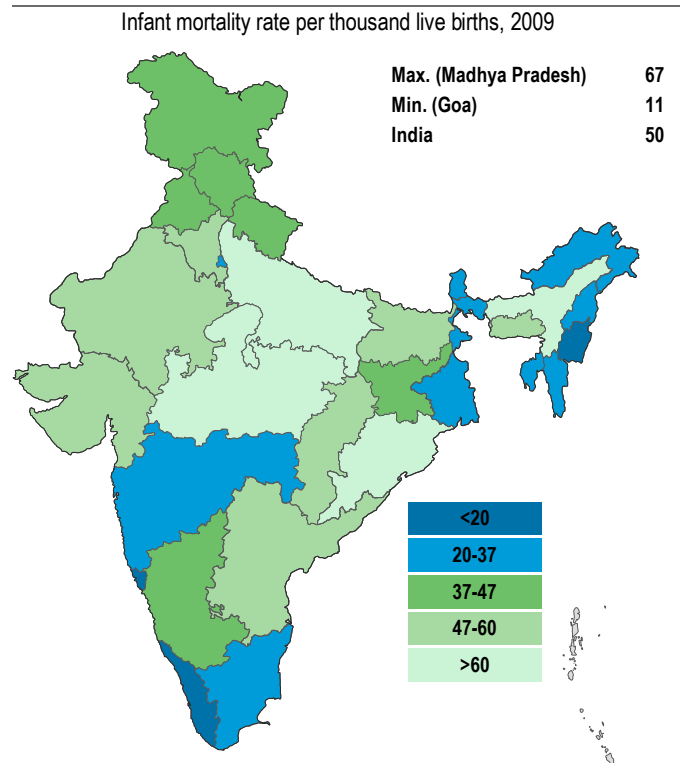 Infant mortality rate per thousand live births, 2009
Max. (Madhya Pradesh) 67
Min. (Goa) 11
India 50
<20
20-37
37-47
47-60
>60